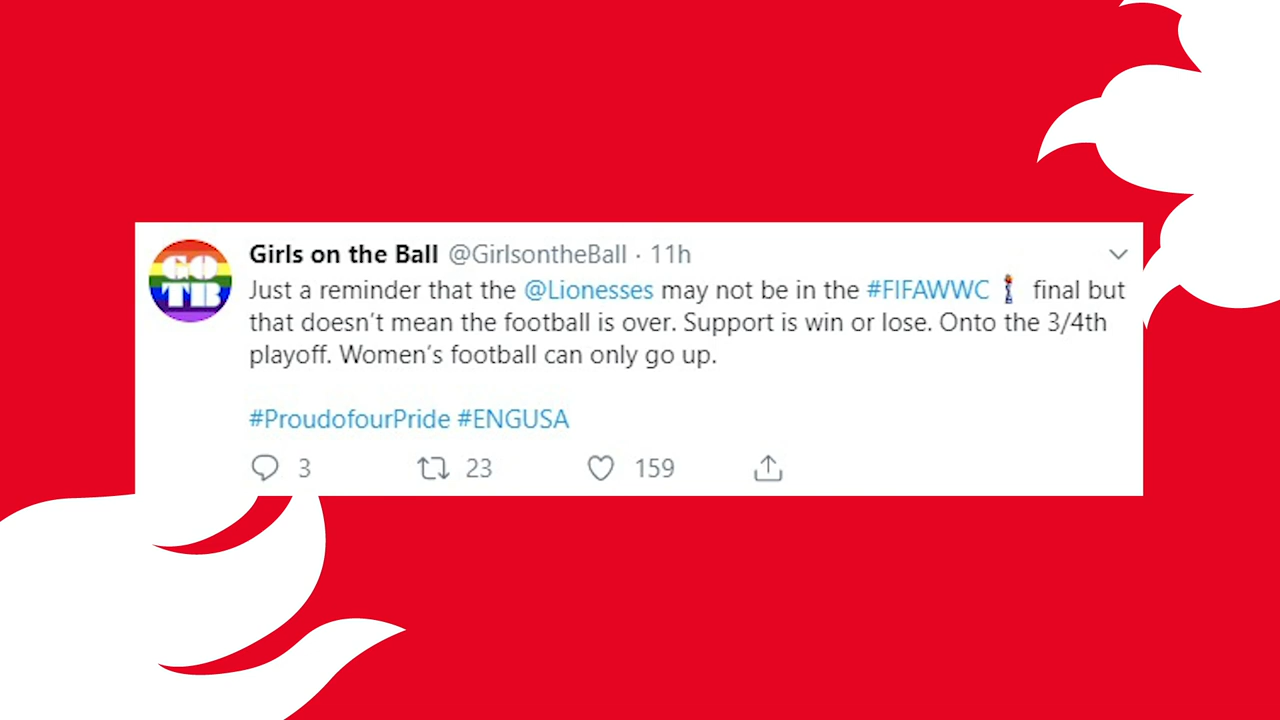 GO
TB
Girls on the Ball @GirlsontheBall · 11h
Just a reminder that the @Lionesses may not be in the #FIFAWWC final but
that doesn’t mean the football is over. Support is win or lose. Onto the 3/4th
playoff. Women’s football can only go up.
#ProudofourPride #ENGUSA
3 23 159